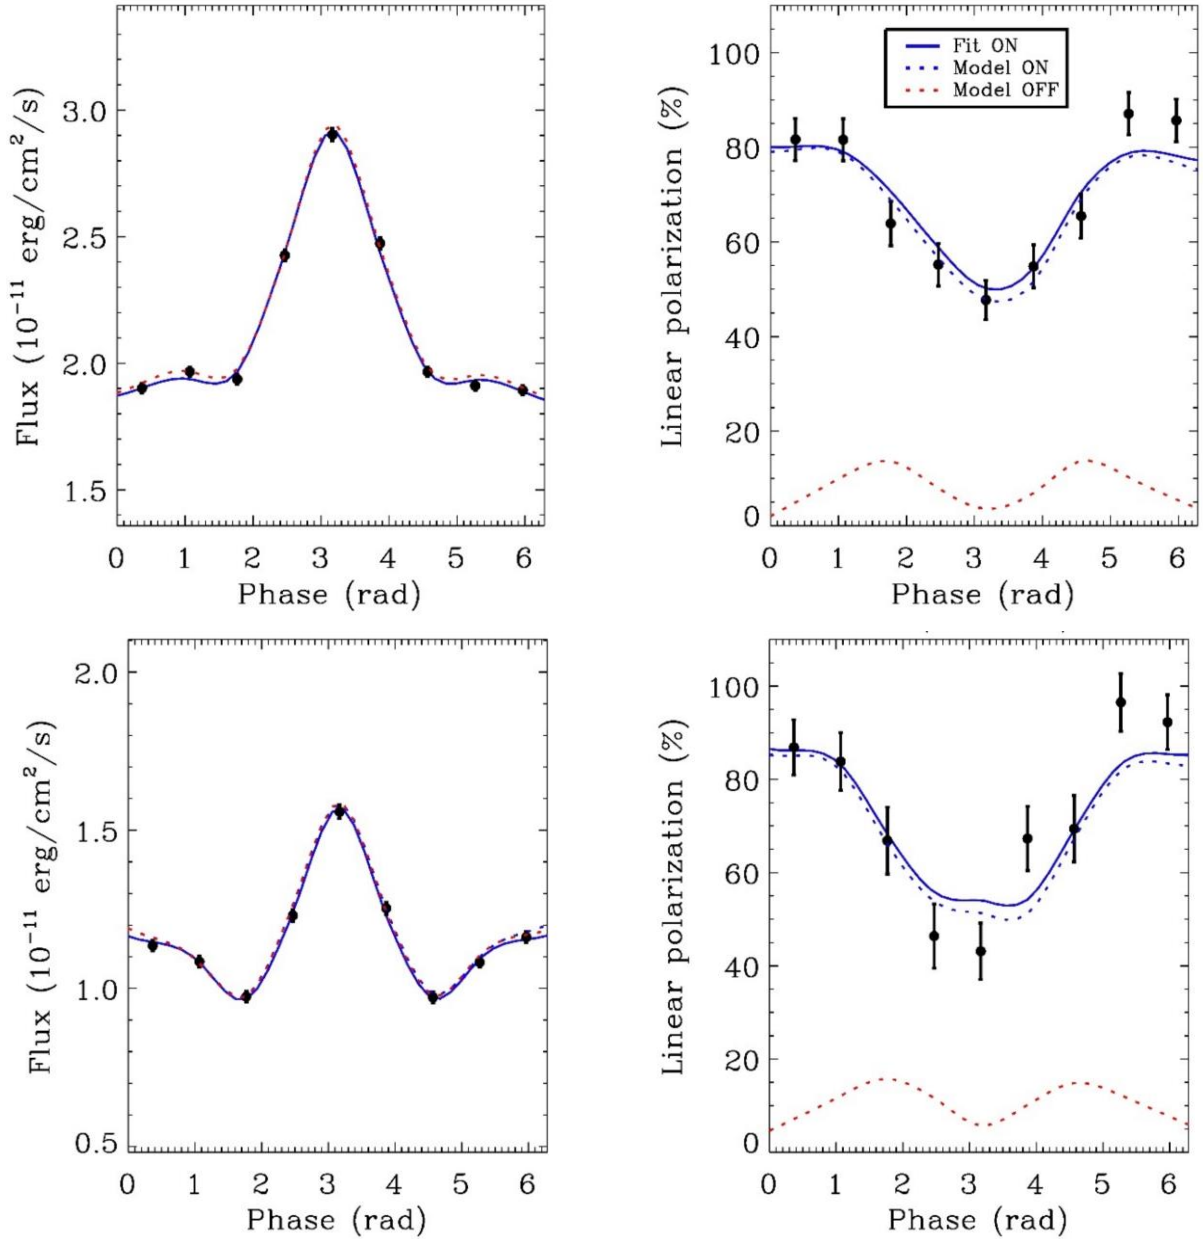 Flux (10⁻¹¹ erg/cm²/s)
3.0
2.5
2.0
1.5
0 1 2 3 4 5 6
Phase (rad)
Linear polarization (%)
100
80
60
40
20
0
Fit ON
Model ON
Model OFF
0 1 2 3 4 5 6
Phase (rad)
Flux (10⁻¹¹ erg/cm²/s)
2.0
1.5
1.0
0.5
0 1 2 3 4 5 6
Phase (rad)
Linear polarization (%)
100
80
60
40
20
0
0 1 2 3 4 5 6
Phase (rad)